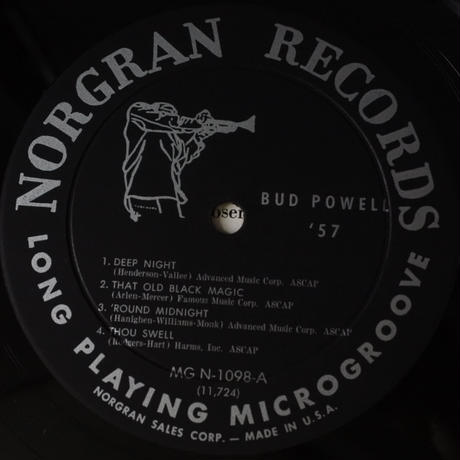 NORGRAN RECORDS
BUD POWELL
'57
oser
1. DEEP NIGHT
(Henderson-Vallee) Advanced Music Corp. ASCAP
2. THAT OLD BLACK MAGIC
(Arlen-Mercer) Famous Music Corp. ASCAP
3. 'ROUND MIDNIGHT
(Hanighen-Williams-Monk) Advanced Music Corp. ASCAP
4. THOU SWELL
(Rodgers-Hart) Harms, Inc. ASCAP
MG N-1098-A
(11,724)
LONG PLAYING MICROGROOVE
NORGRAN SALES CORP. — MADE IN U.S.A.